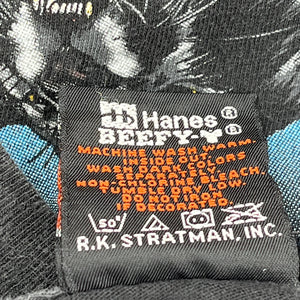 Hanes®
BEEFY-T®
MACHINE WASH WARM,
INSIDE OUT.
WASH DARK COLORS
SEPARATELY.
NON-CHLORINE BLEACH.
TUMBLE DRY, LOW.
DO NOT IRON
IF DECORATED.
50°
R.K. STRATMAN, INC.